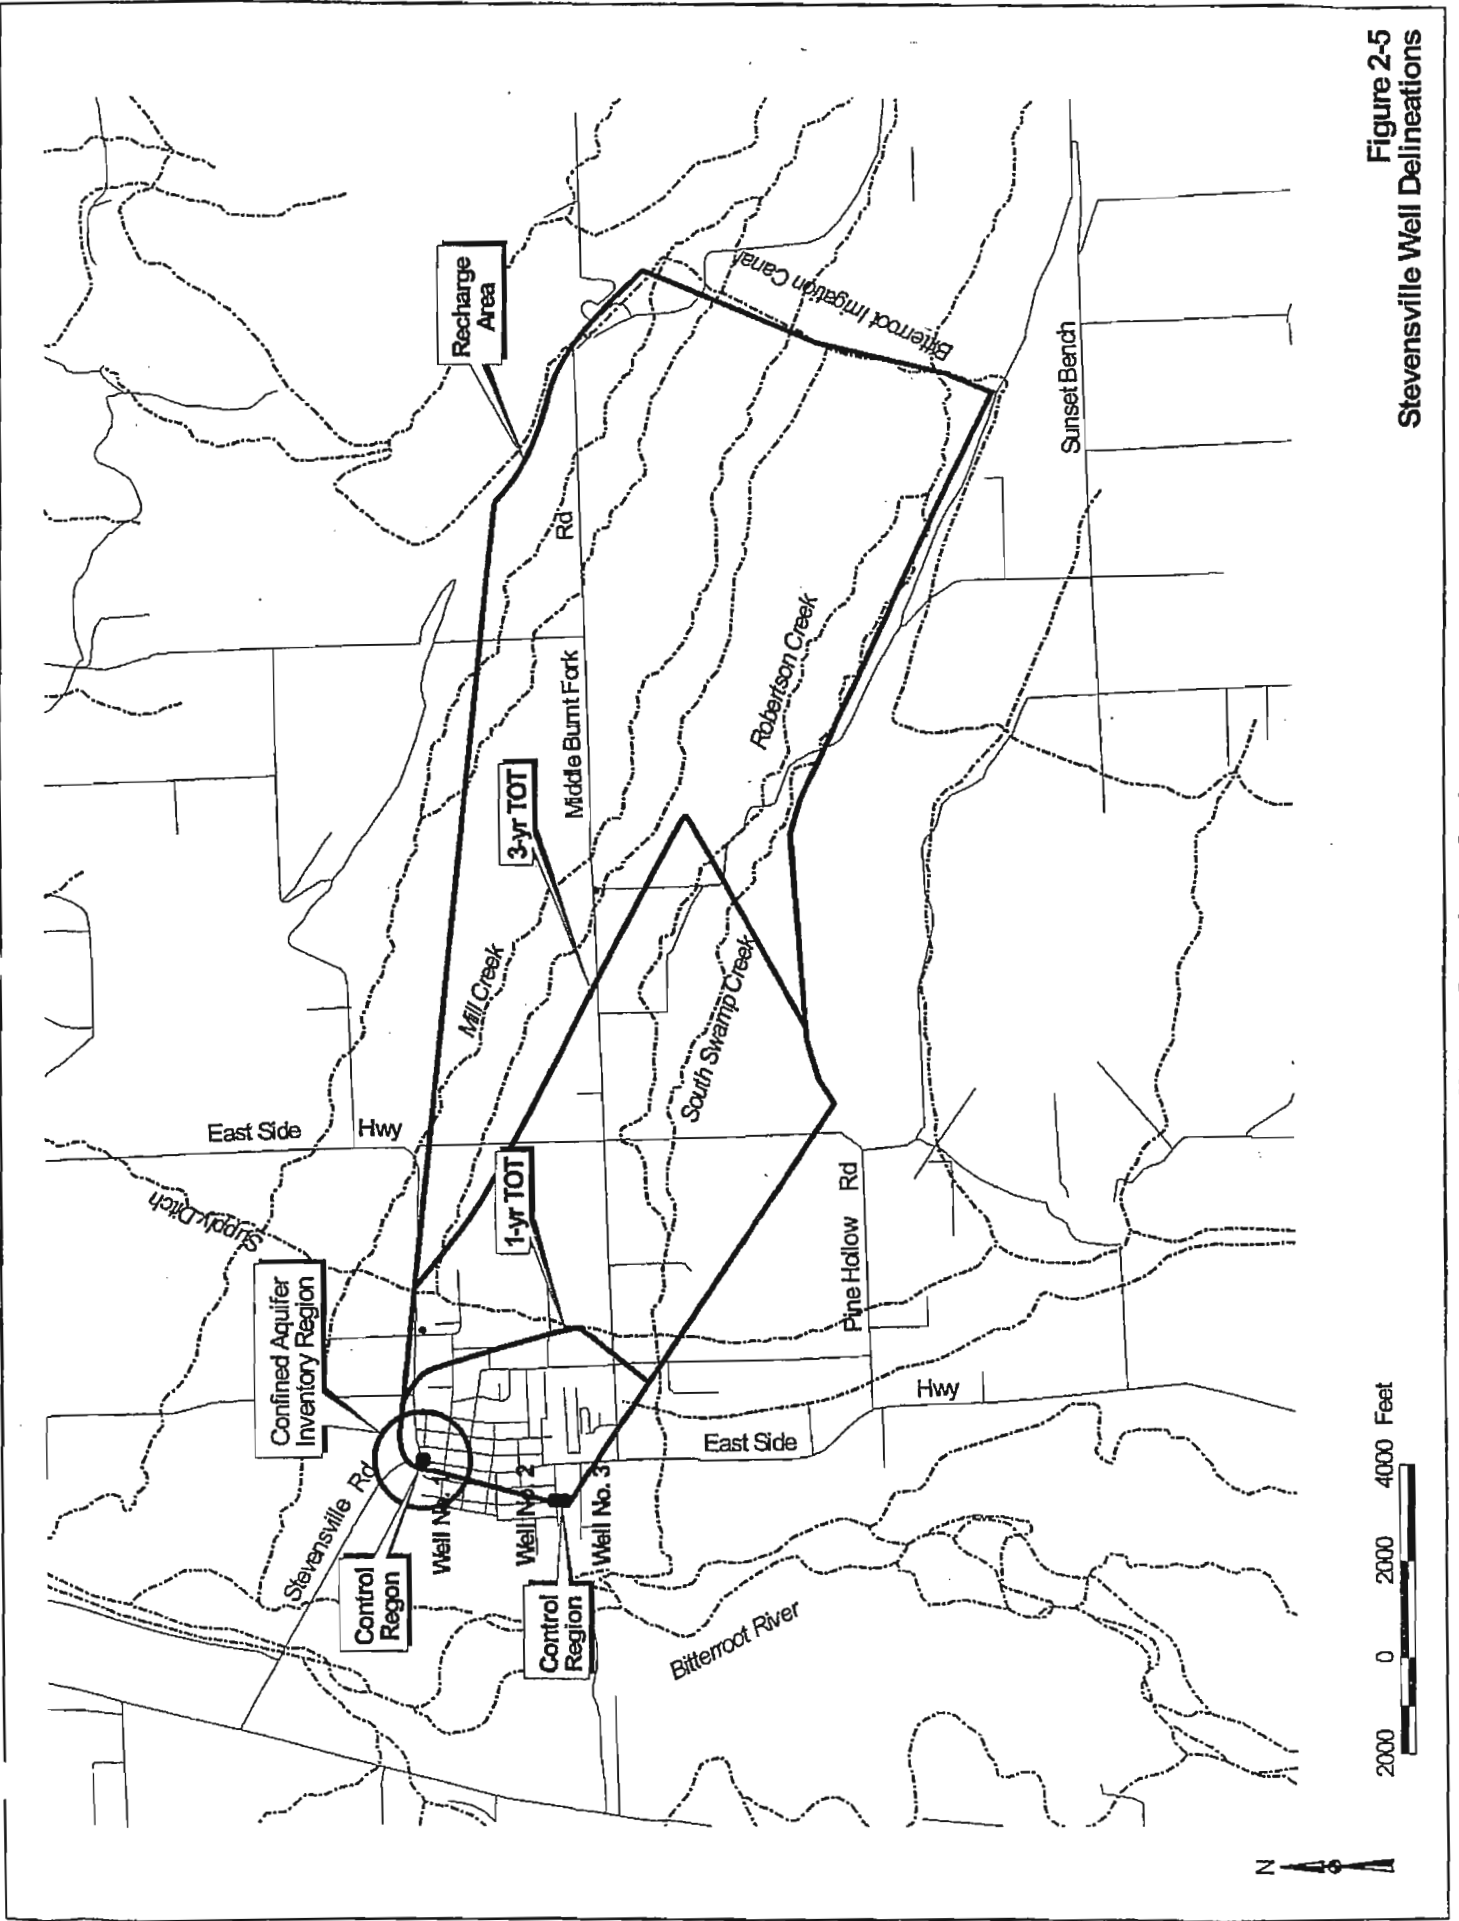 Figure 2-5
Stevensville Well Delineations
Recharge
Area
Bitterroot Irrigation Canal
Sunset Bench
Middle Burnt Fork
Rd
Robertson Creek
3-yr TOT
Mill Creek
South Swamp Creek
East Side
Hwy
Supply Ditch
1-yr TOT
Confined Aquifer
Inventory Region
Pine Hollow
Rd
Stevensville
Rd
Well No. 1
Well No. 2
Well No. 3
East Side
Hwy
Control
Regon
Control
Region
Bitterroot River
2000
0
2000
4000 Feet
N